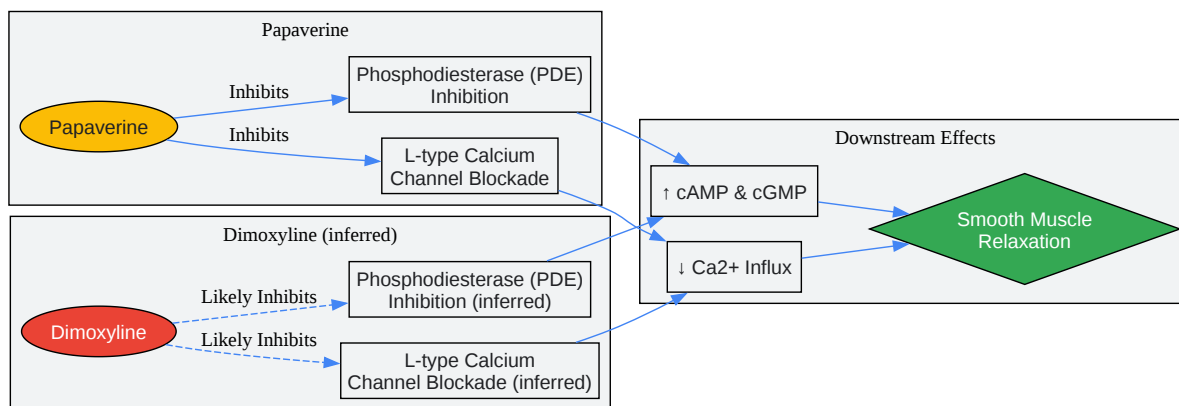 Papaverine
Papaverine
Inhibits
Inhibits
Phosphodiesterase (PDE)
Inhibition
L-type Calcium
Channel Blockade
Dimoxyline (inferred)
Dimoxyline
Likely Inhibits
Likely Inhibits
Phosphodiesterase (PDE)
Inhibition (inferred)
L-type Calcium
Channel Blockade (inferred)
Downstream Effects
↑ cAMP & cGMP
↓ Ca2+ Influx
Smooth Muscle
Relaxation